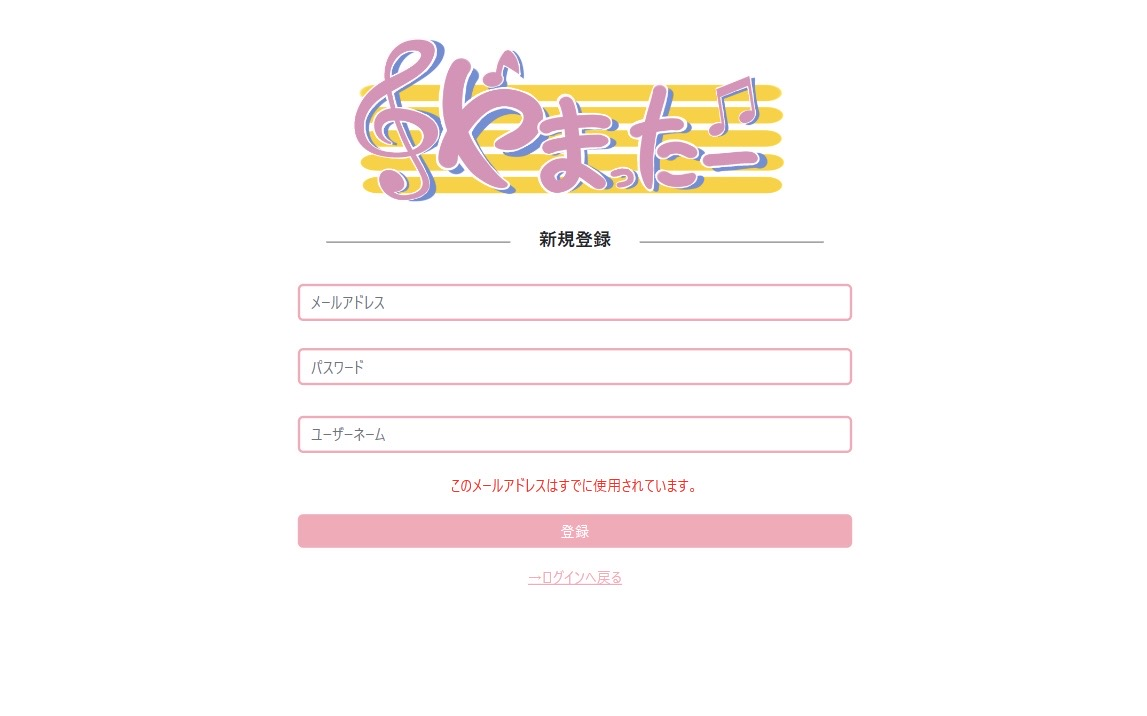 やまったー
新規登録
メールアドレス
パスワード
ユーザーネーム
このメールアドレスはすでに使用されています。
登録
→ログインへ戻る